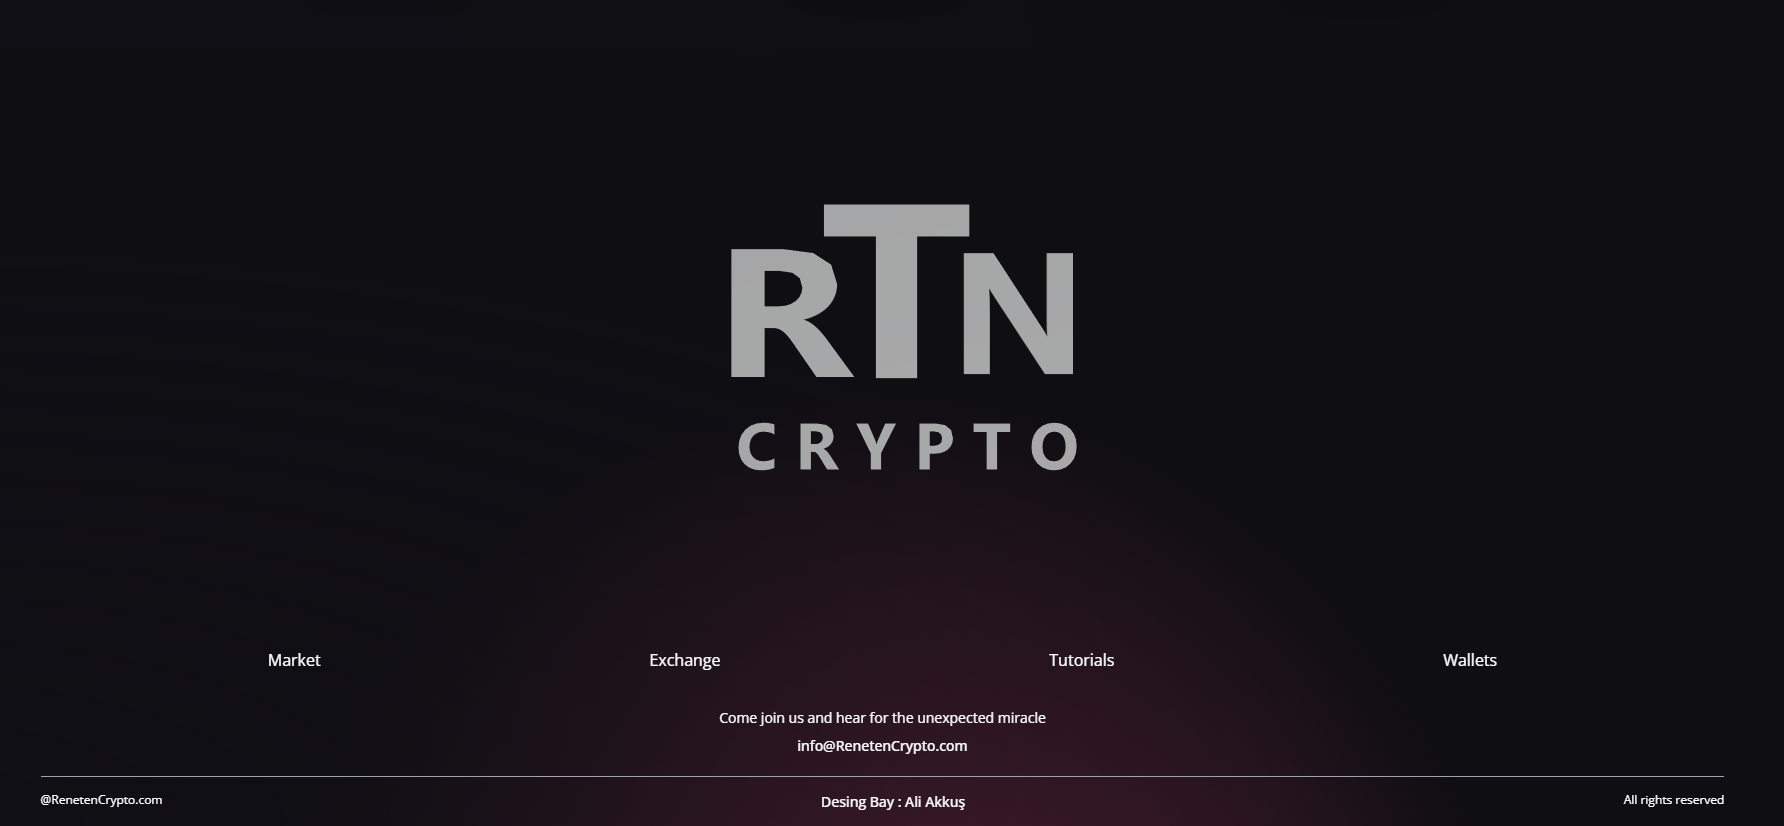 RTN
CRYPTO
Market Exchange Tutorials Wallets
Come join us and hear for the unexpected miracle
info@RenetenCrypto.com
@RenetenCrypto.com Desing Bay : Ali Akkuş All rights reserved